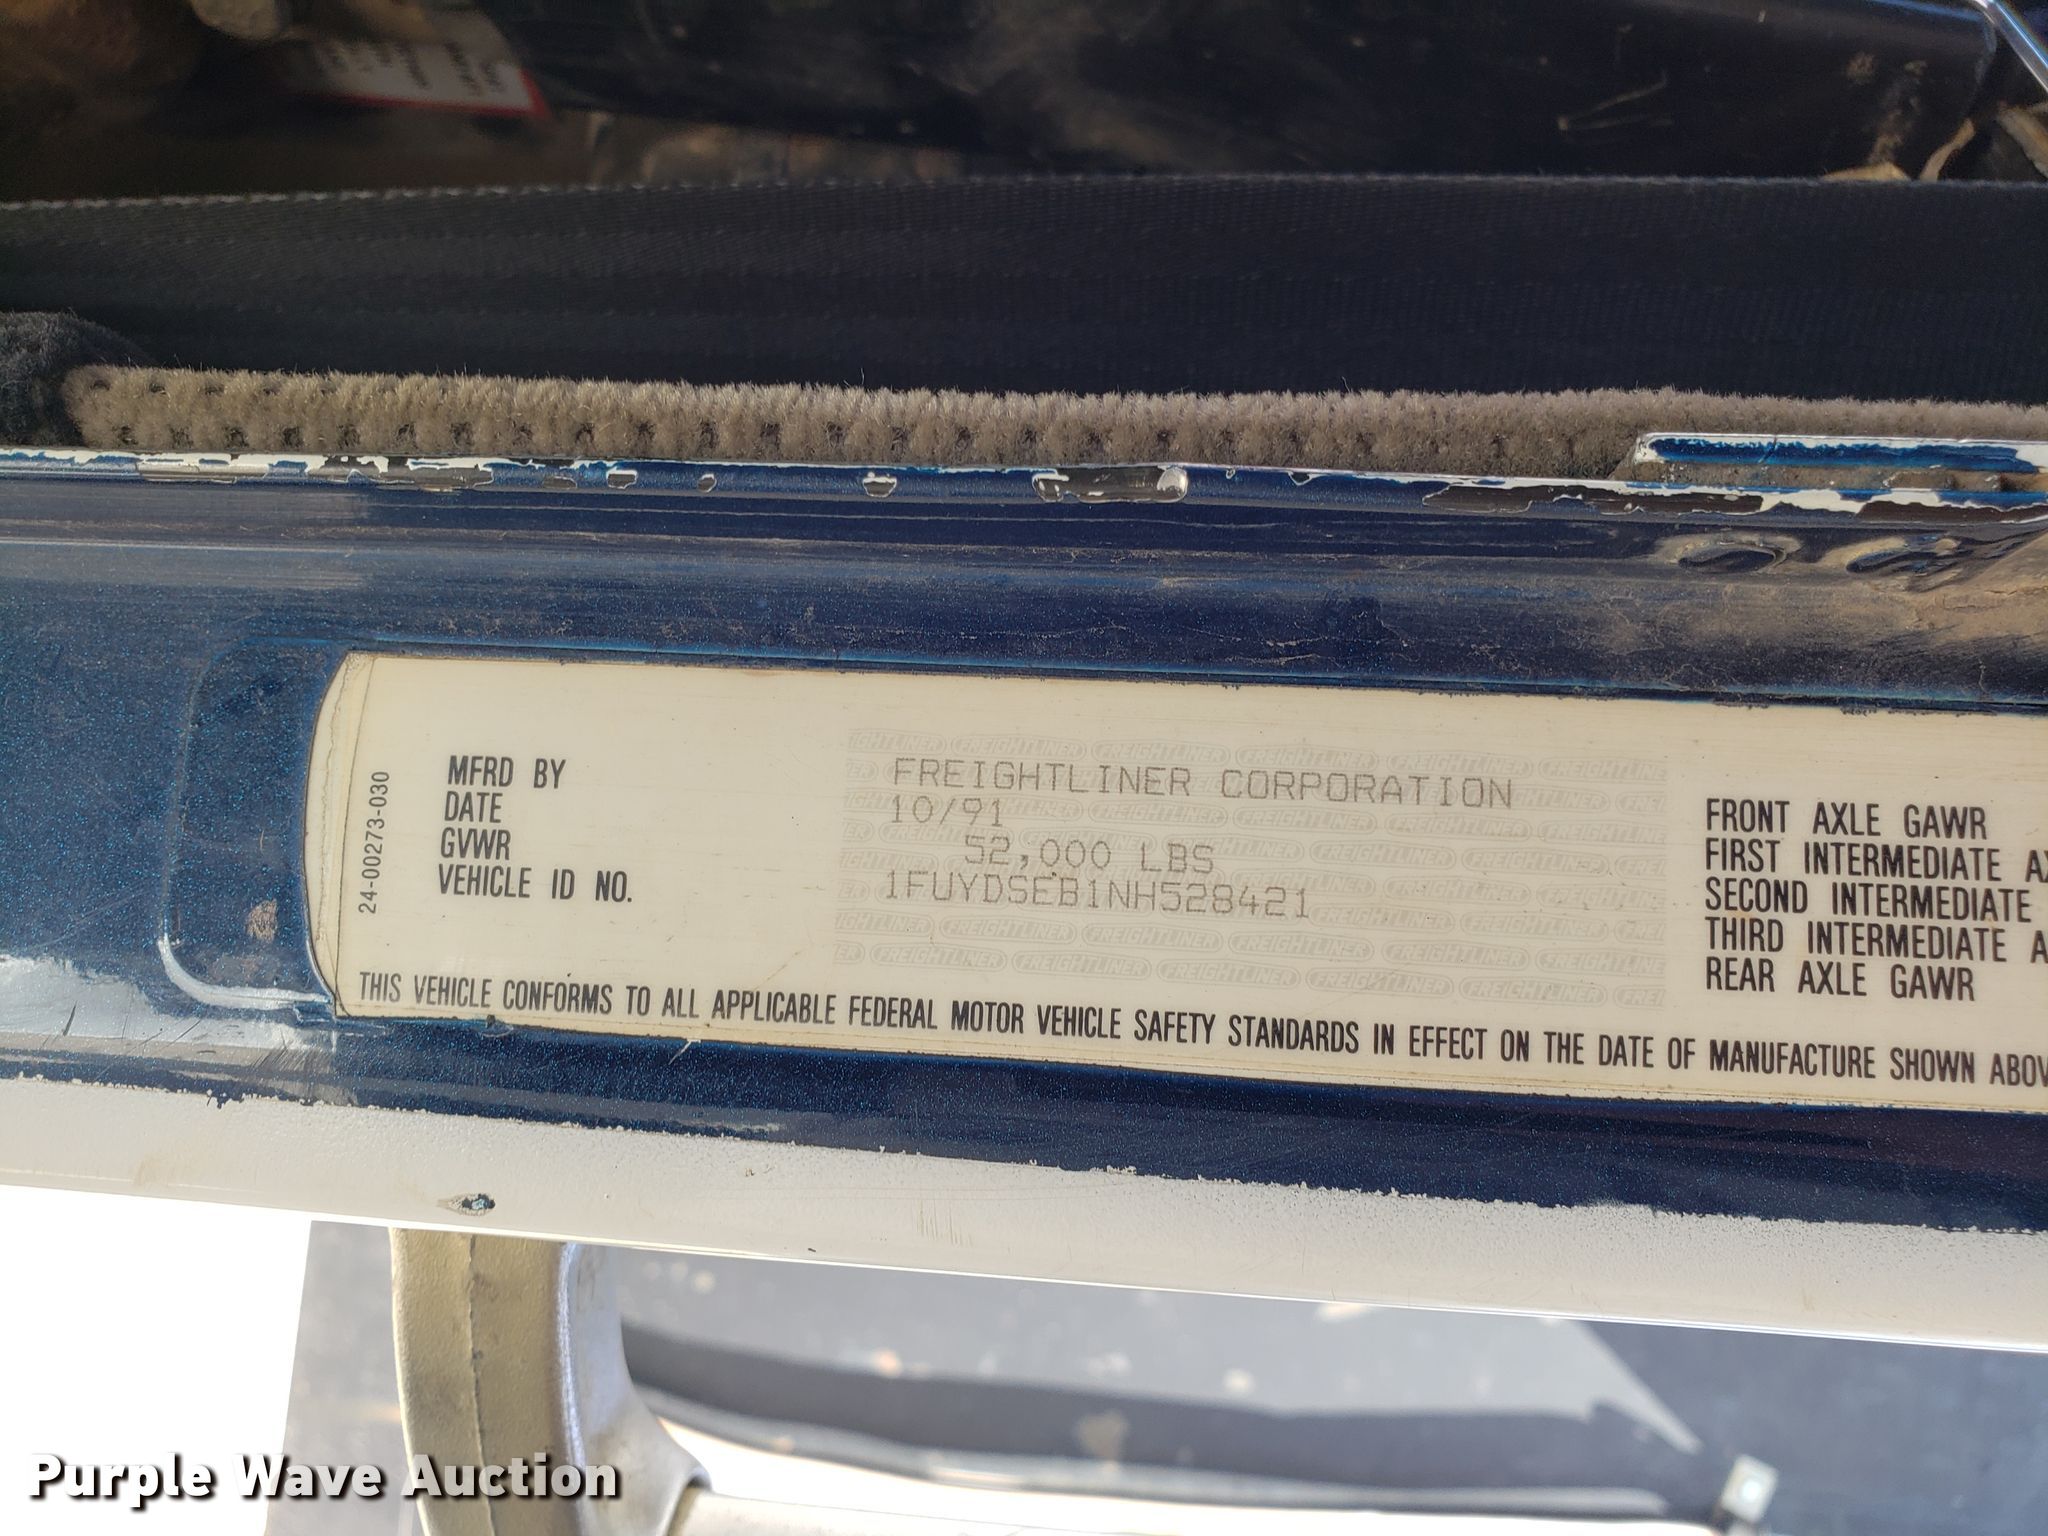 MFRD BY FREIGHTLINER CORPORATION
DATE 10/91
GVWR 52,000 LBS
VEHICLE ID NO. 1FUYDSEB1NH528421
24-00273-030
FRONT AXLE GAWR
FIRST INTERMEDIATE AX
SECOND INTERMEDIATE
THIRD INTERMEDIATE A
REAR AXLE GAWR
THIS VEHICLE CONFORMS TO ALL APPLICABLE FEDERAL MOTOR VEHICLE SAFETY STANDARDS IN EFFECT ON THE DATE OF MANUFACTURE SHOWN ABOV
Purple Wave Auction